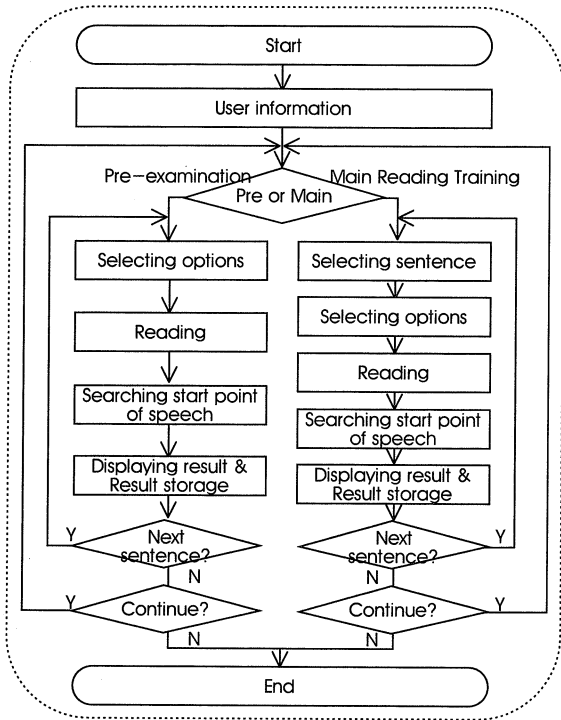 Start
User information
Pre-examination
Main Reading Training
Pre or Main
Selecting options
Reading
Searching start point
of speech
Displaying result &
Result storage
Next
sentence?
Y
N
Continue?
Y
N
Selecting sentence
Selecting options
Reading
Searching start point
of speech
Displaying result &
Result storage
Next
sentence?
Y
N
Continue?
Y
N
End